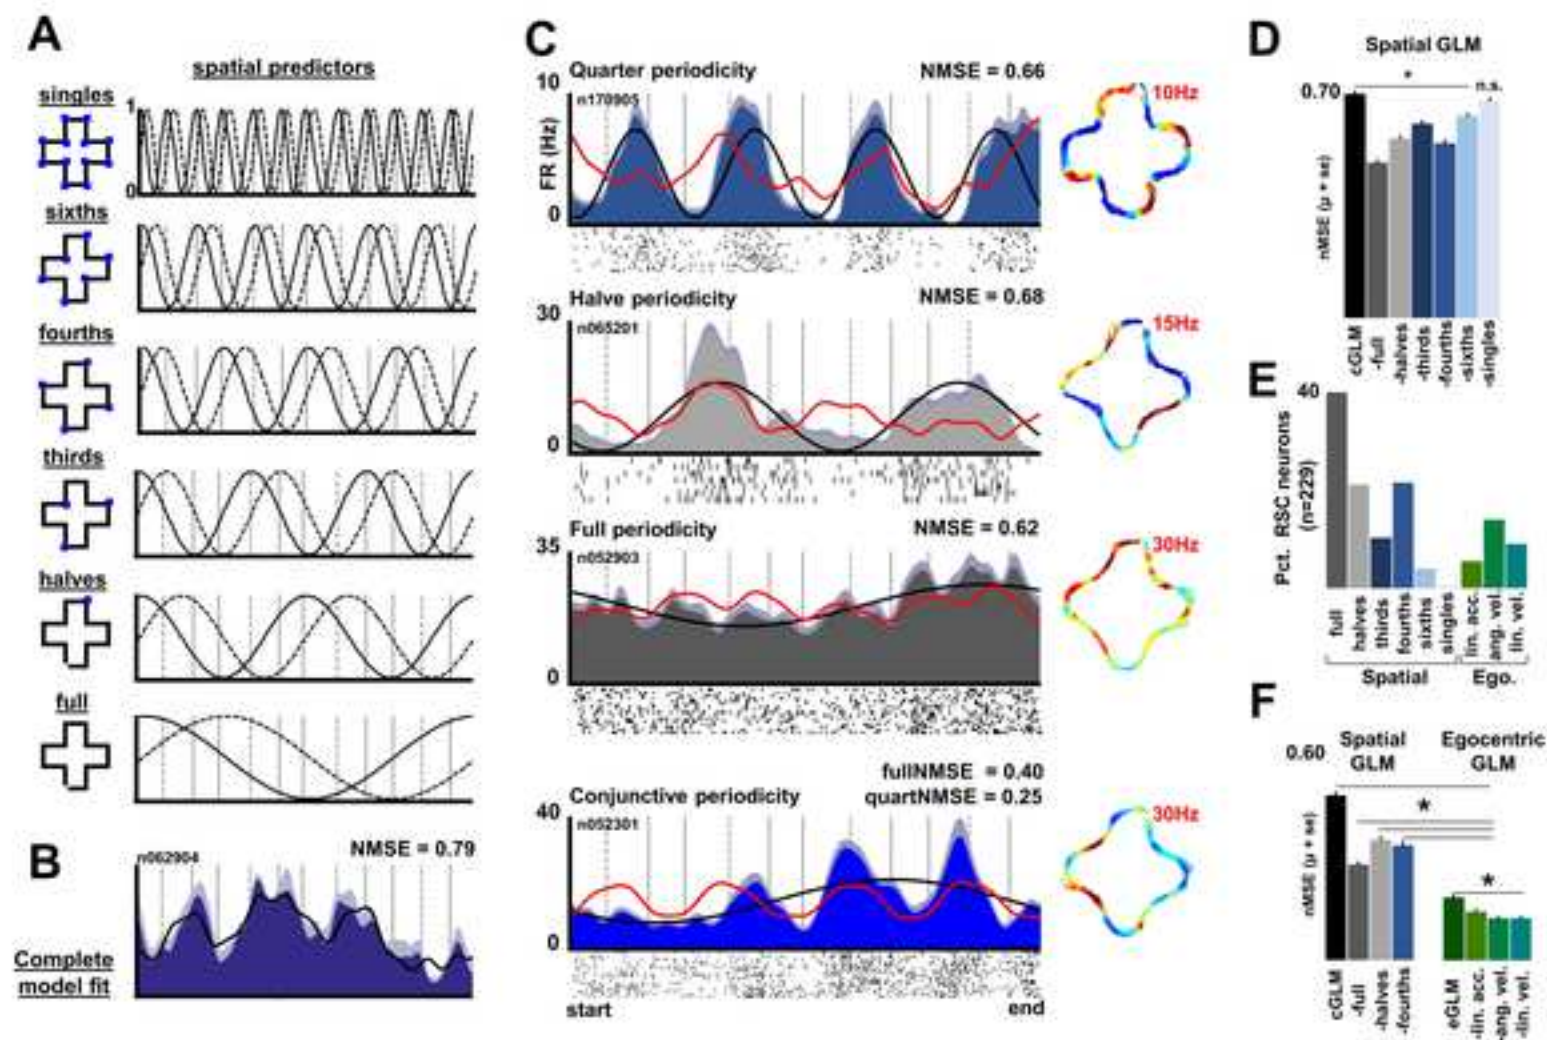 A
spatial predictors
singles
1
0
sixths
fourths
thirds
halves
full
B
n062904
NMSE = 0.79
Complete
model fit
C
Quarter periodicity
NMSE = 0.66
10
n170905
FR (Hz)
0
10Hz
Halve periodicity
NMSE = 0.68
30
n065201
0
15Hz
Full periodicity
NMSE = 0.62
35
n052903
0
30Hz
fullNMSE = 0.40
Conjunctive periodicity
quartNMSE = 0.25
40
n052301
0
30Hz
start
end
D
Spatial GLM
*
n.s.
0.70
nMSE (μ + se)
cGLM
-full
-halves
-thirds
-fourths
-sixths
-singles
E
40
Pct. RSC neurons
(n=229)
full
halves
thirds
fourths
sixths
singles
lin. acc.
ang. vel.
lin. vel.
Spatial
Ego.
F
0.60
Spatial
GLM
Egocentric
GLM
*
*
nMSE (μ + se)
cGLM
-full
-halves
-fourths
eGLM
-lin. acc.
-ang. vel.
-lin. vel.